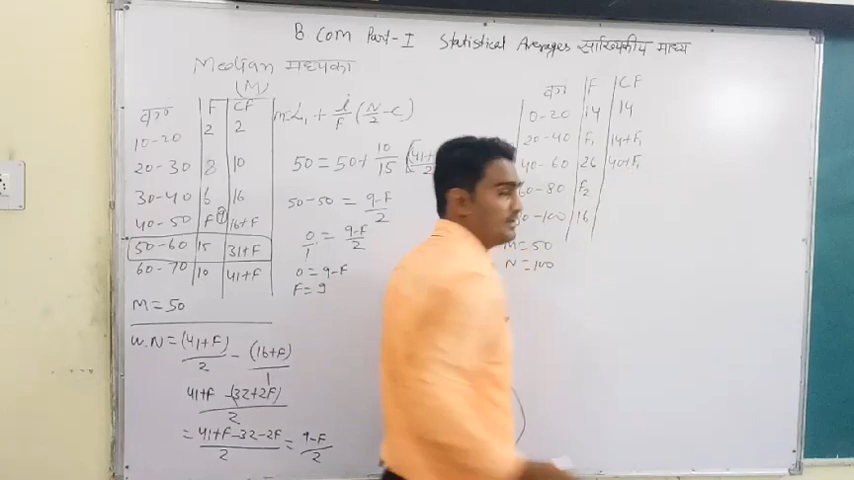 B Com Part-I Statistical Averages सांख्यिकीय माध्य
Median मध्यका
(M)
वर्ग F CF
10-20 2 2
20-30 8 10
30-40 6 16
40-50 F 9 16+F
50-60 15 31+F
60-70 10 41+F
M=50
M=L1 + i/F (N/2 - C)
50=50+ 10/15
50-50 = 9-F/2
0/1 = 9-F/2
0=9-F
F=9
W.N= (41+F)/2 - (16+F)/1
41+F-(32+2F)/2
= 41+F-32-2F/2 = 9-F/2
वर्ग F CF
0-20 14 14
20-40 F1 14+F1
40-60 26 40+F1
60-80 F2
0-100 16
M=50
N=100